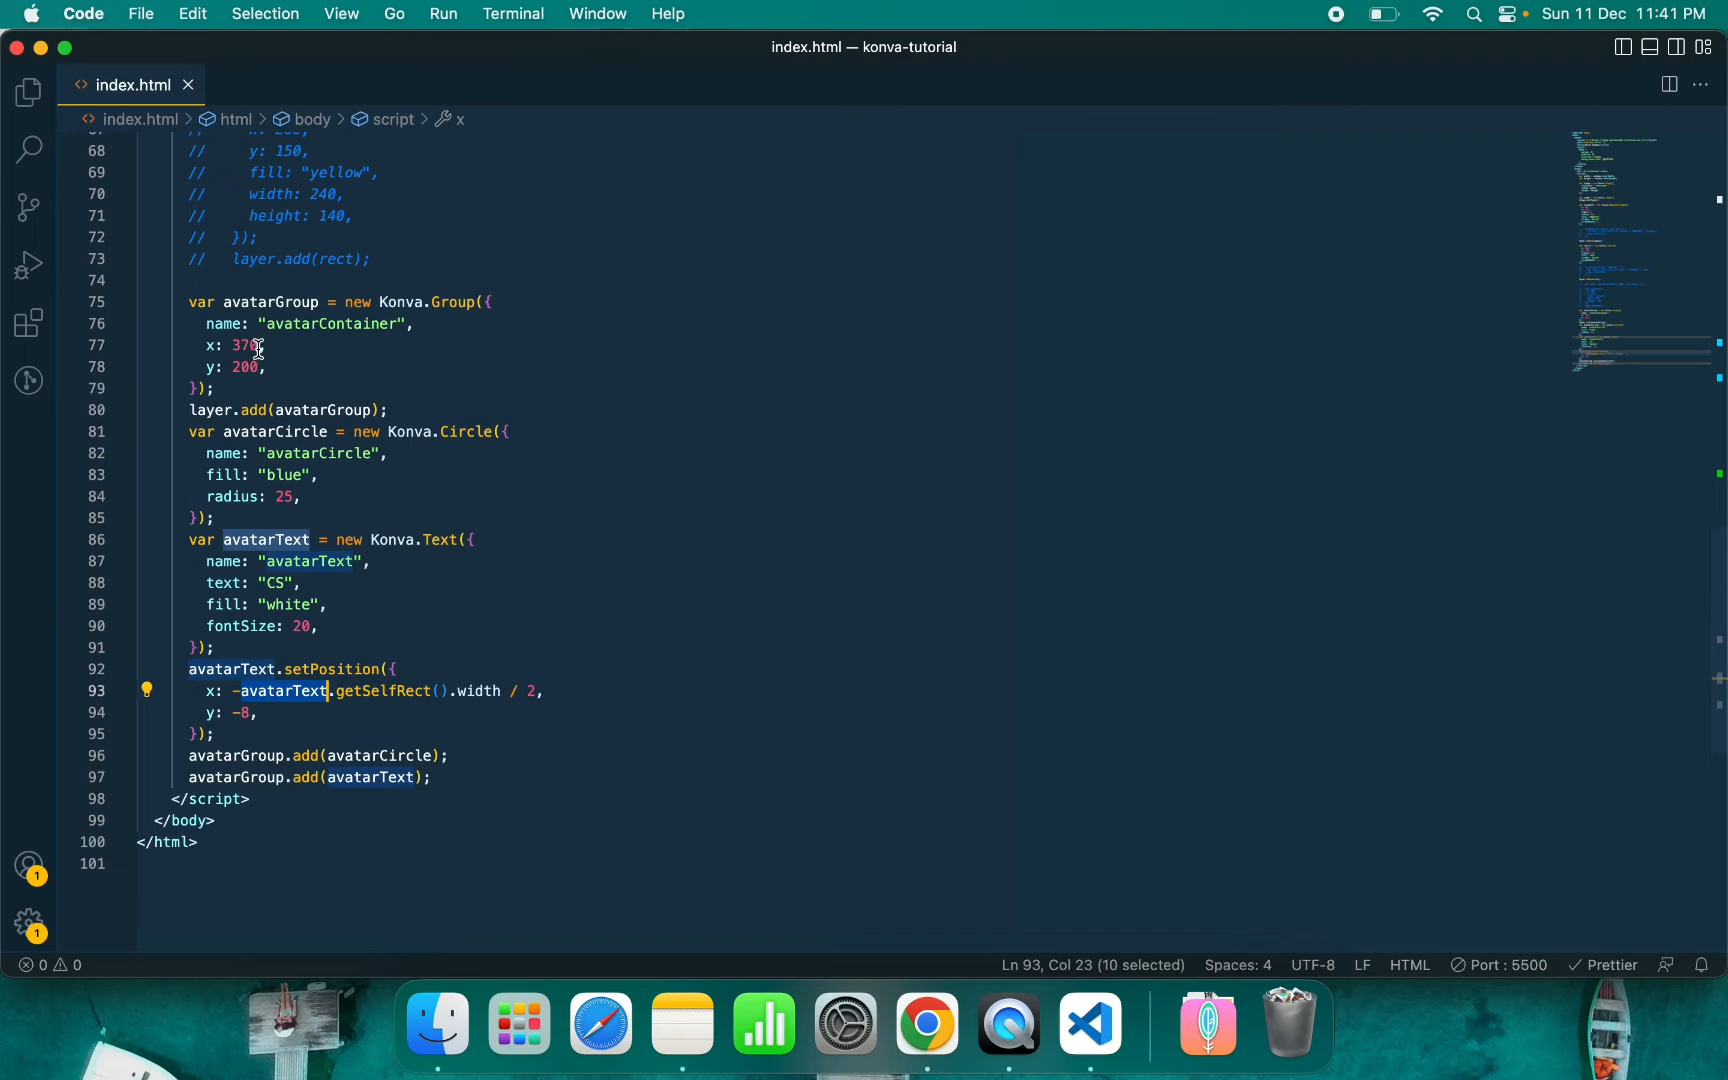 Code File Edit Selection View Go Run Terminal Window Help Sun 11 Dec 11:41 PM
index.html — konva-tutorial
index.html
index.html > html > body > script > x
68 // y: 150,
69 // fill: "yellow",
70 // width: 240,
71 // height: 140,
72 // });
73 // layer.add(rect);
74
75 var avatarGroup = new Konva.Group({
76 name: "avatarContainer",
77 x: 370,
78 y: 200,
79 });
80 layer.add(avatarGroup);
81 var avatarCircle = new Konva.Circle({
82 name: "avatarCircle",
83 fill: "blue",
84 radius: 25,
85 });
86 var avatarText = new Konva.Text({
87 name: "avatarText",
88 text: "CS",
89 fill: "white",
90 fontSize: 20,
91 });
92 avatarText.setPosition({
93 x: -avatarText.getSelfRect().width / 2,
94 y: -8,
95 });
96 avatarGroup.add(avatarCircle);
97 avatarGroup.add(avatarText);
98 </script>
99 </body>
100 </html>
101
1
1
0 0 Ln 93, Col 23 (10 selected) Spaces: 4 UTF-8 LF HTML Port : 5500 Prettier